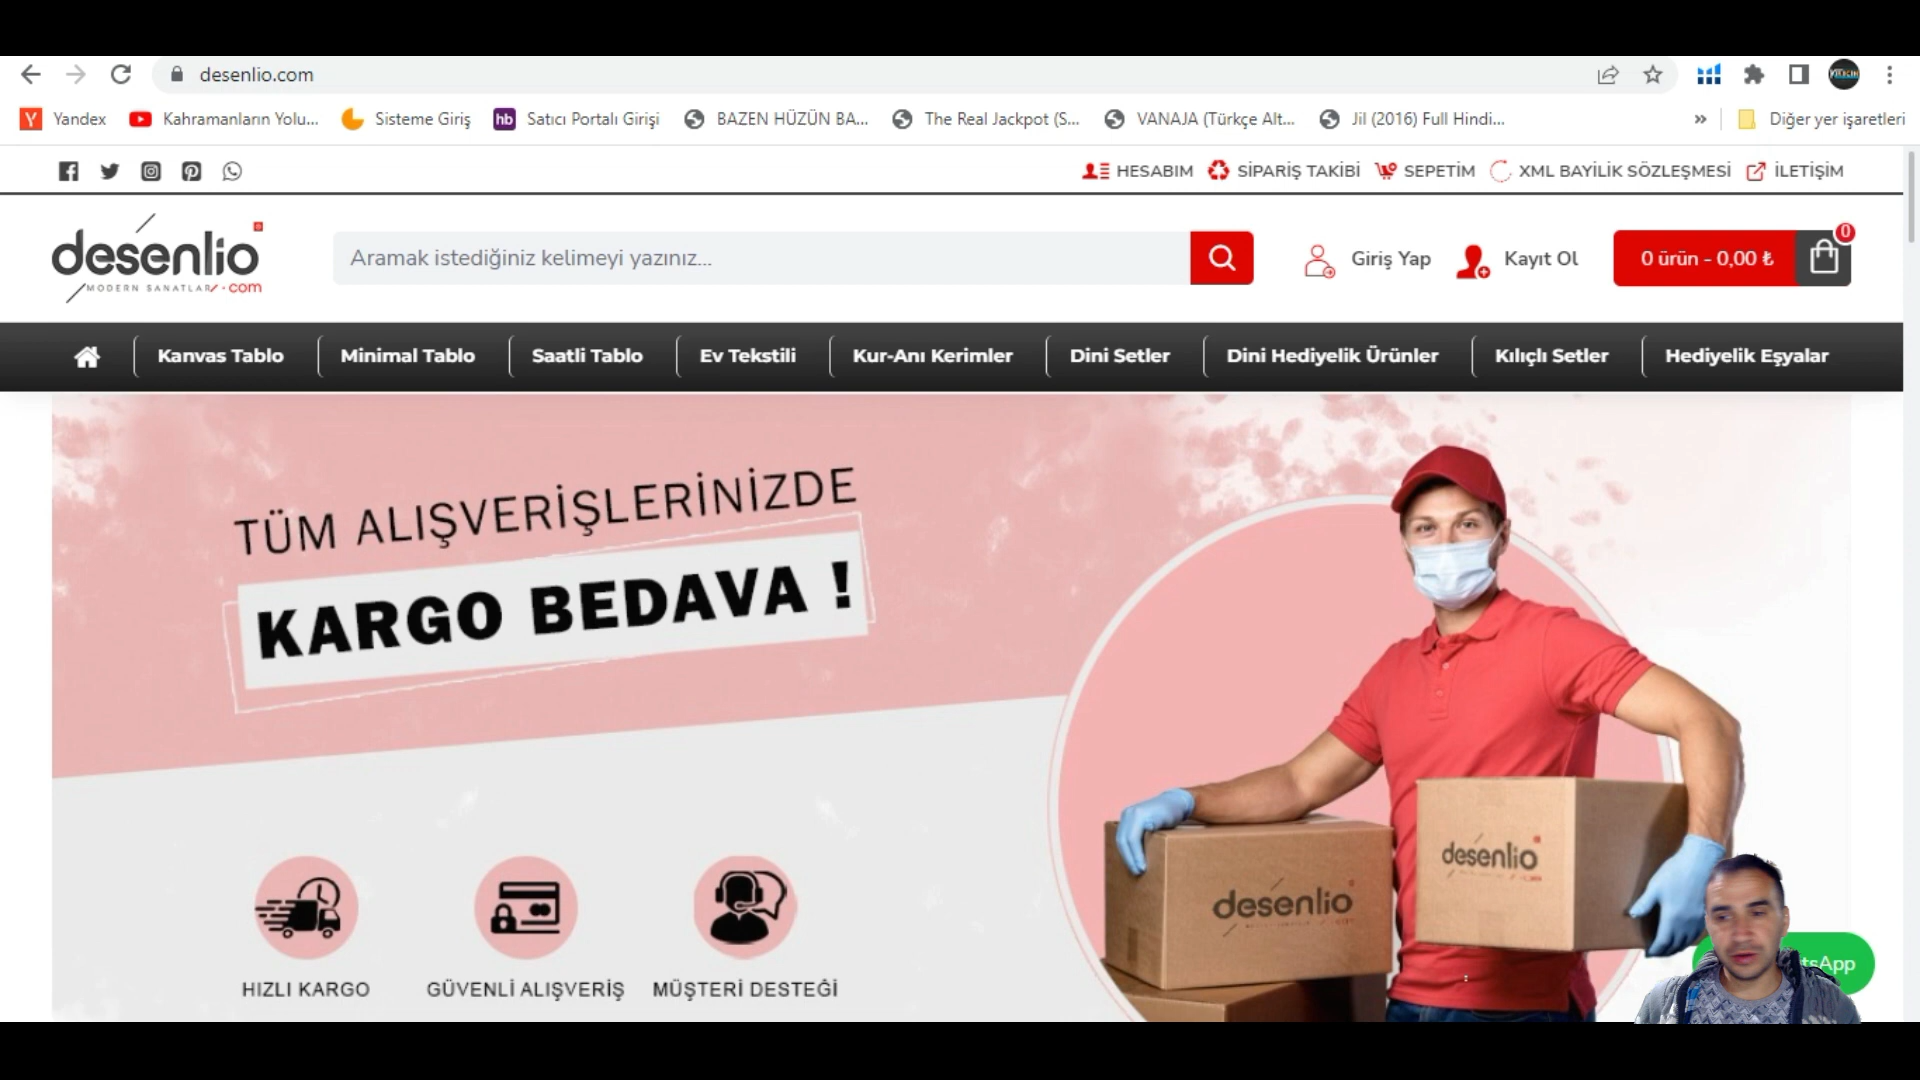 desenlio.com
Yandex Kahramanların Yolu... Sisteme Giriş hb Satıcı Portalı Girişi BAZEN HÜZÜN BA... The Real Jackpot (S... VANAJA (Türkçe Alt... Jil (2016) Full Hindi... » Diğer yer işaretleri
HESABIM SİPARİŞ TAKİBİ SEPETİM XML BAYİLİK SÖZLEŞMESİ İLETİŞİM
desenlio
MODERN SANATLAR .com
Aramak istediğiniz kelimeyi yazınız...
Giriş Yap Kayıt Ol 0 ürün - 0,00 ₺ 0
Kanvas Tablo Minimal Tablo Saatli Tablo Ev Tekstili Kur-Anı Kerimler Dini Setler Dini Hediyelik Ürünler Kılıçlı Setler Hediyelik Eşyalar
TÜM ALIŞVERİŞLERİNİZDE
KARGO BEDAVA !
desenlio
desenlio
HIZLI KARGO GÜVENLİ ALIŞVERİŞ MÜŞTERİ DESTEĞİ
tsApp